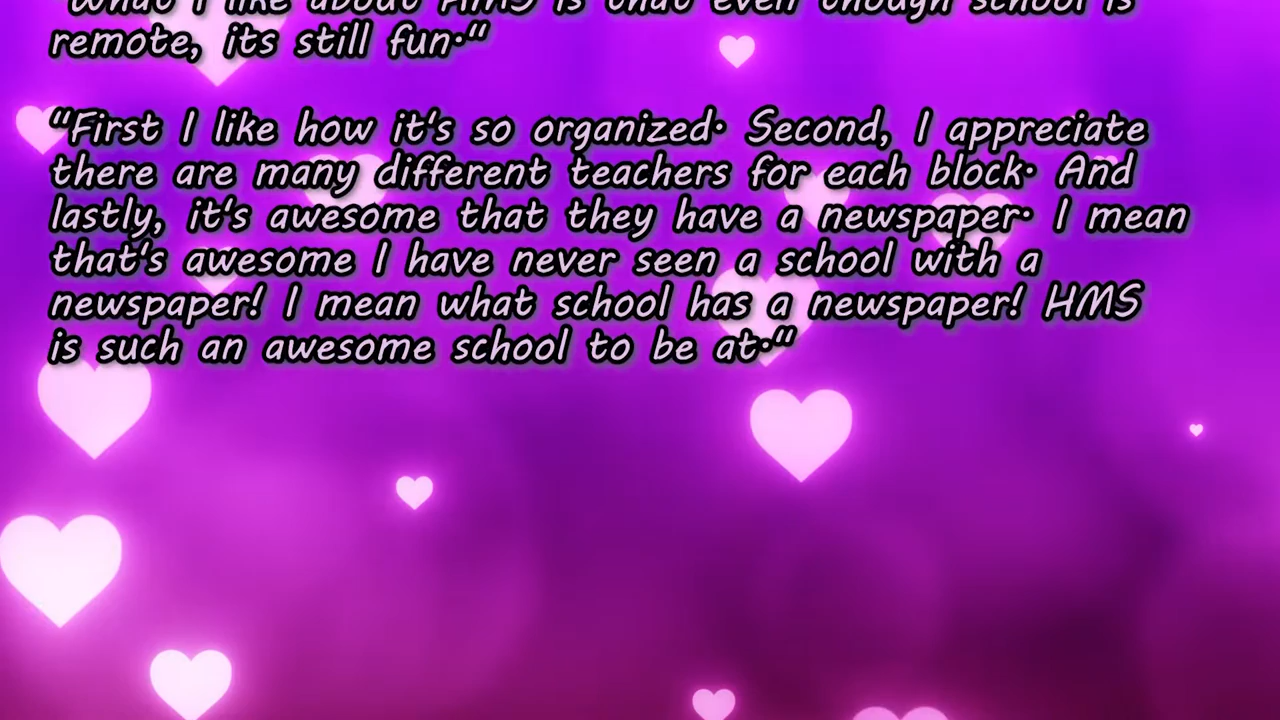 "What I like about HMS is that even though school is
remote, its still fun."
"First I like how it's so organized. Second, I appreciate
there are many different teachers for each block. And
lastly, it's awesome that they have a newspaper. I mean
that's awesome I have never seen a school with a
newspaper! I mean what school has a newspaper! HMS
is such an awesome school to be at."